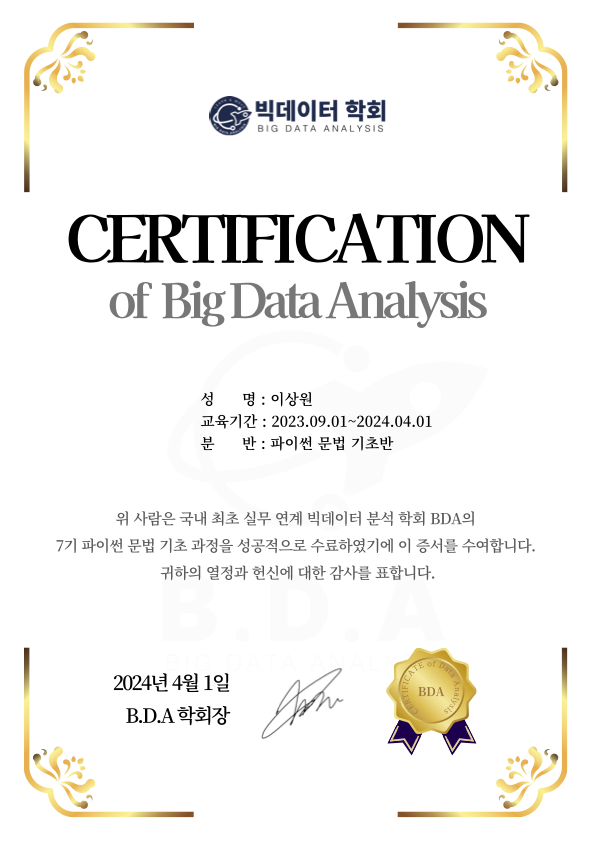 빅데이터 학회
BIG DATA ANALYSIS
CERTIFICATION
of Big Data Analysis
성 명 : 이상원
교육기간 : 2023.09.01~2024.04.01
분 반 : 파이썬 문법 기초반
위 사람은 국내 최초 실무 연계 빅데이터 분석 학회 BDA의
7기 파이썬 문법 기초 과정을 성공적으로 수료하였기에 이 증서를 수여합니다.
귀하의 열정과 헌신에 대한 감사를 표합니다.
B.D.A
BIG DATA ANAL
2024년 4월 1일
B.D.A 학회장
CERTIFICATE of Data Analysis
BDA